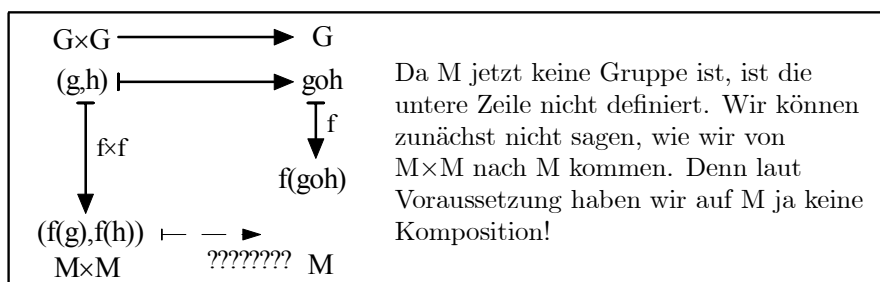 G×G G
(g,h) goh
f×f f
f(goh)
(f(g),f(h))
???????? M
M×M
Da M jetzt keine Gruppe ist, ist die
untere Zeile nicht definiert. Wir können
zunächst nicht sagen, wie wir von
M×M nach M kommen. Denn laut
Voraussetzung haben wir auf M ja keine
Komposition!